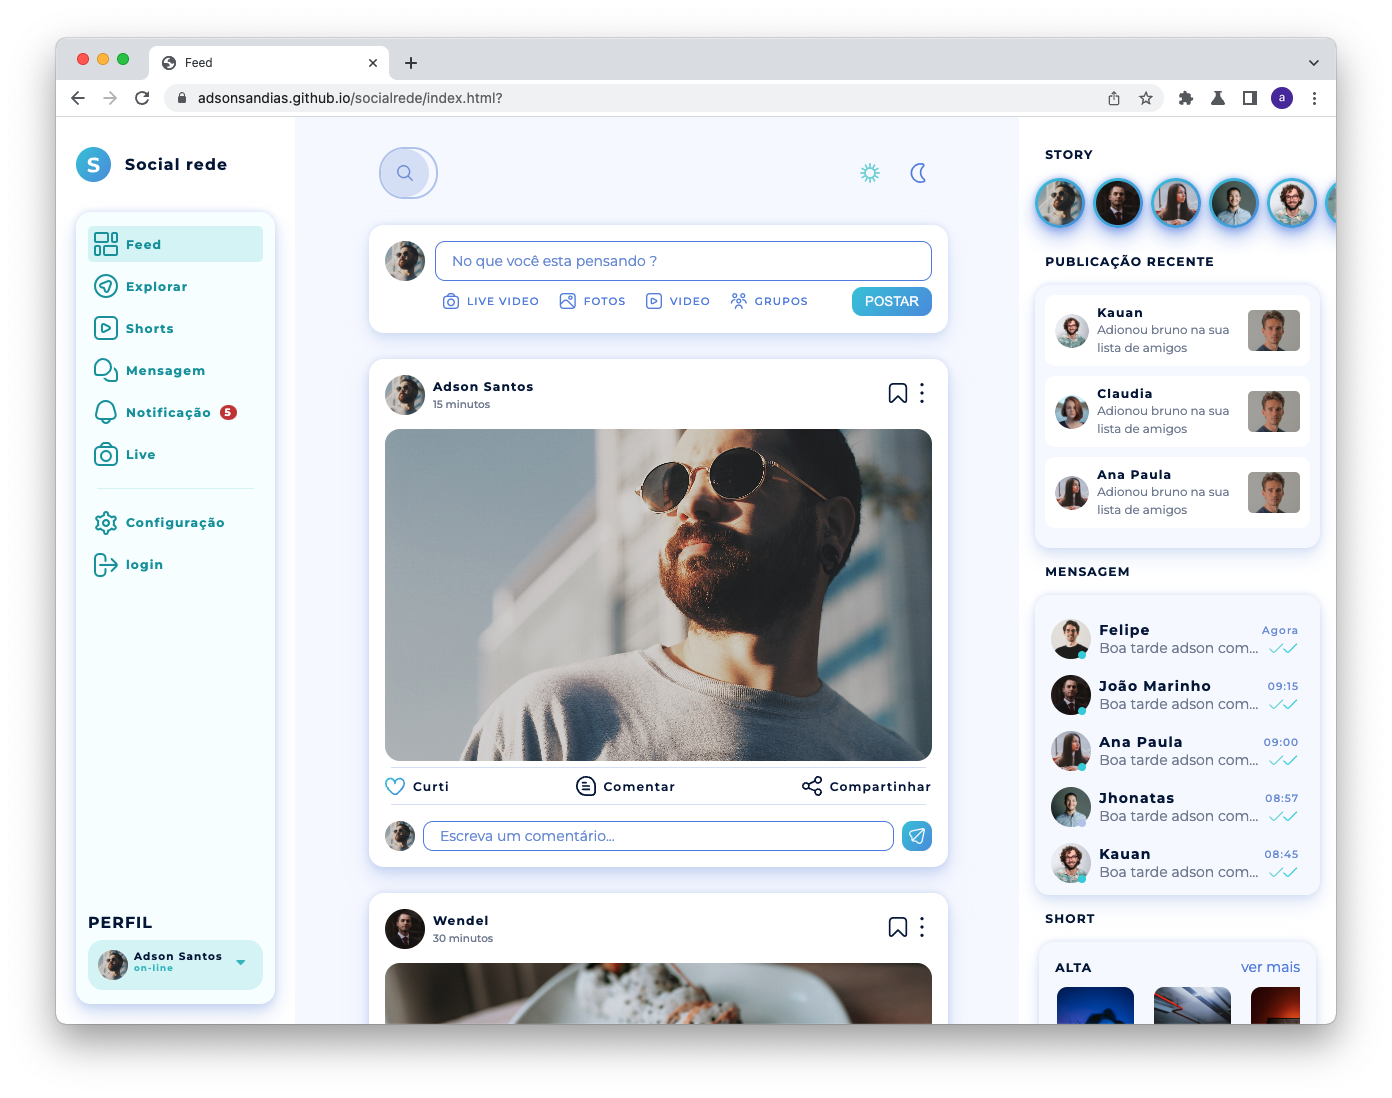 Feed
adsonsandias.github.io/socialrede/index.html?
a
S
Social rede
Feed
Explorar
Shorts
Mensagem
Notificação 5
Live
Configuração
login
PERFIL
Adson Santos
on-line
No que você esta pensando ?
LIVE VIDEO
FOTOS
VIDEO
GRUPOS
POSTAR
Adson Santos
15 minutos
Curti
Comentar
Compartinhar
Escreva um comentário...
Wendel
30 minutos
STORY
PUBLICAÇÃO RECENTE
Kauan
Adionou bruno na sua
lista de amigos
Claudia
Adionou bruno na sua
lista de amigos
Ana Paula
Adionou bruno na sua
lista de amigos
MENSAGEM
Felipe
Agora
Boa tarde adson com...
João Marinho
09:15
Boa tarde adson com...
Ana Paula
09:00
Boa tarde adson com...
Jhonatas
08:57
Boa tarde adson com...
Kauan
08:45
Boa tarde adson com...
SHORT
ALTA
ver mais